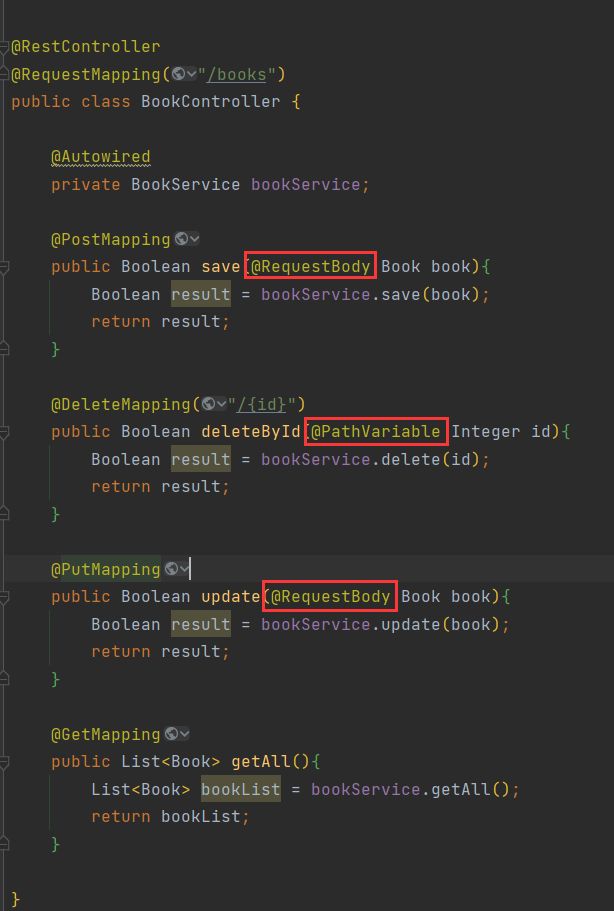 @RestController
@RequestMapping("/books")
public class BookController {
@Autowired
private BookService bookService;
@PostMapping
public Boolean save(@RequestBody Book book){
Boolean result = bookService.save(book);
return result;
}
@DeleteMapping("/{id}")
public Boolean deleteById(@PathVariable Integer id){
Boolean result = bookService.delete(id);
return result;
}
@PutMapping
public Boolean update(@RequestBody Book book){
Boolean result = bookService.update(book);
return result;
}
@GetMapping
public List<Book> getAll(){
List<Book> bookList = bookService.getAll();
return bookList;
}
}